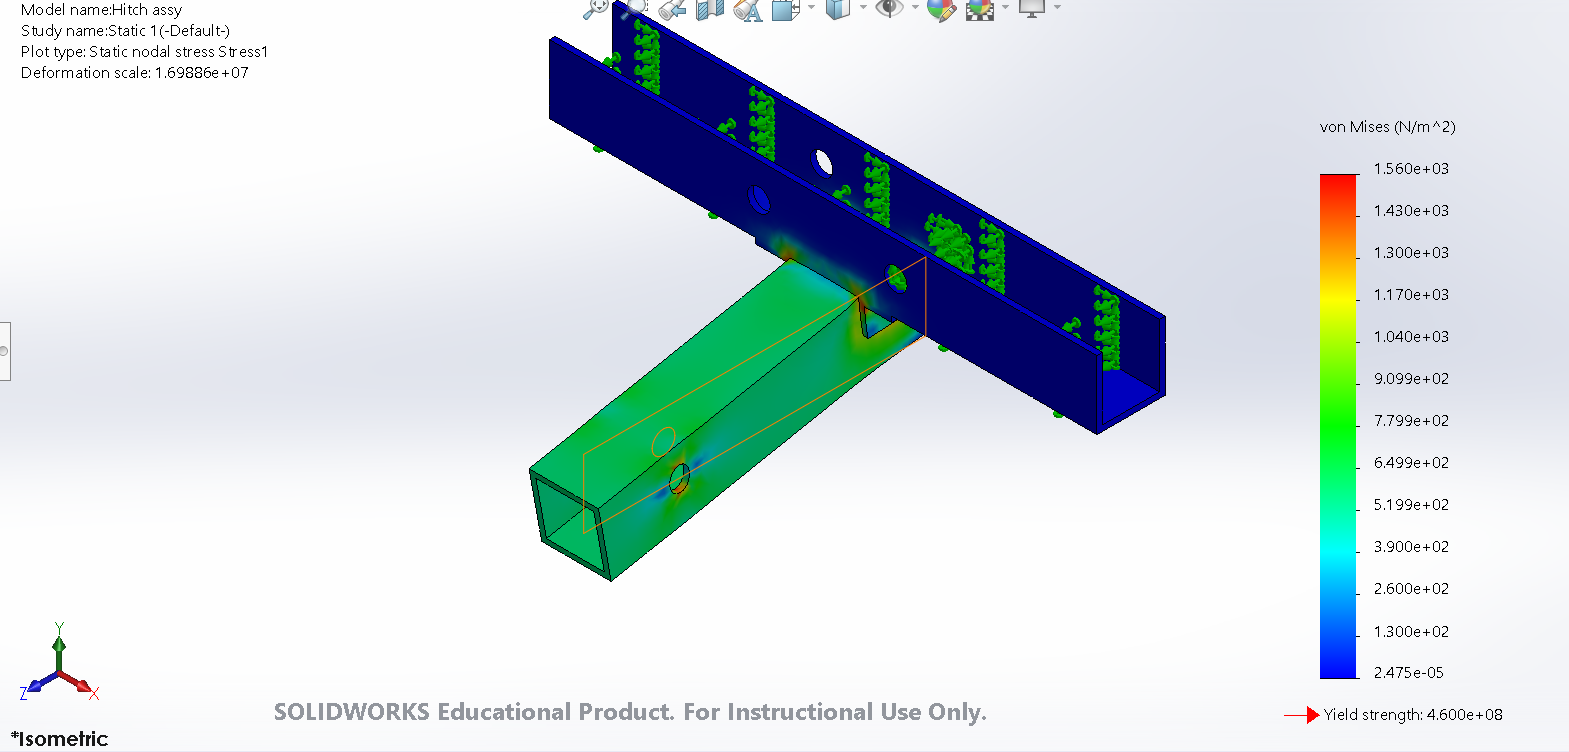 Model name:Hitch assy
Study name:Static 1(-Default-)
Plot type: Static nodal stress Stress1
Deformation scale: 1.69886e+07
von Mises (N/m^2)
1.560e+03
1.430e+03
1.300e+03
1.170e+03
1.040e+03
9.099e+02
7.799e+02
6.499e+02
5.199e+02
3.900e+02
2.600e+02
1.300e+02
2.475e-05
Yield strength: 4.600e+08
Y
Z
X
SOLIDWORKS Educational Product. For Instructional Use Only.
*Isometric